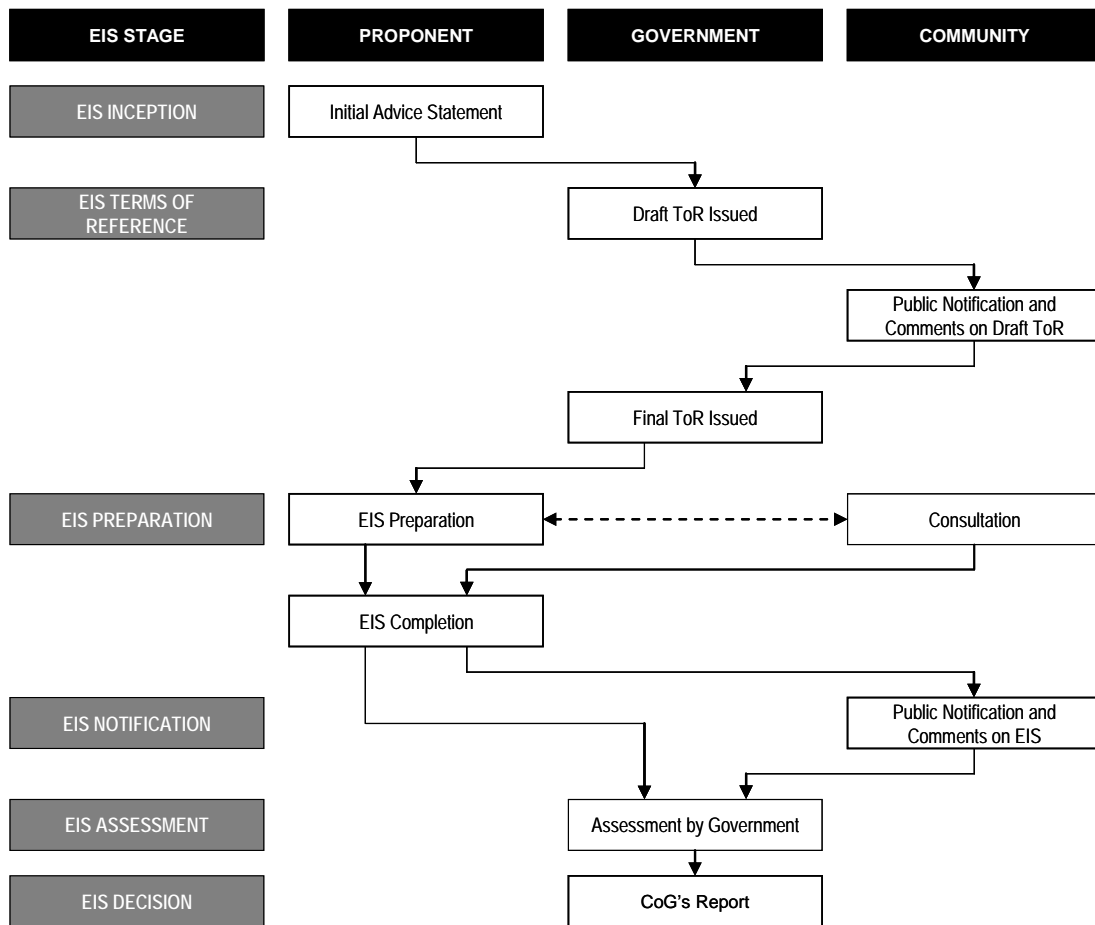 EIS STAGE
PROPONENT
GOVERNMENT
COMMUNITY
EIS INCEPTION
Initial Advice Statement
EIS TERMS OF
REFERENCE
Draft ToR Issued
Public Notification and
Comments on Draft ToR
Final ToR Issued
EIS PREPARATION
EIS Preparation
Consultation
EIS Completion
EIS NOTIFICATION
Public Notification and
Comments on EIS
EIS ASSESSMENT
Assessment by Government
EIS DECISION
CoG's Report